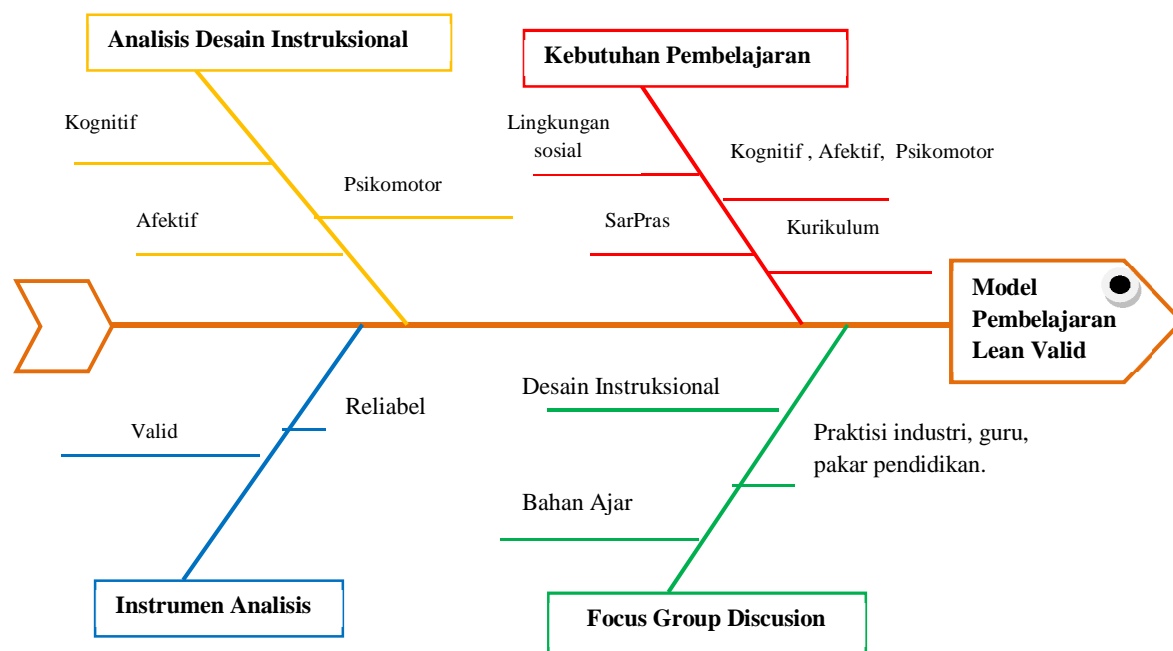 Analisis Desain Instruksional
Kebutuhan Pembelajaran
Kognitif
Lingkungan
sosial
Kognitif , Afektif, Psikomotor
Psikomotor
Afektif
SarPras
Kurikulum
Model
Pembelajaran
Lean Valid
Desain Instruksional
Reliabel
Valid
Praktisi industri, guru,
pakar pendidikan.
Bahan Ajar
Instrumen Analisis
Focus Group Discusion